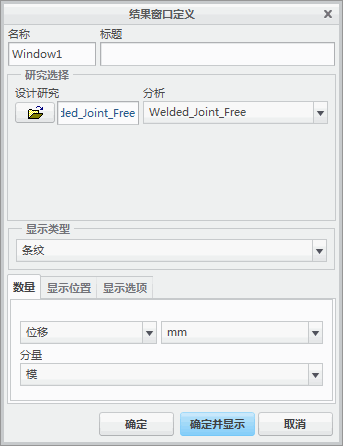 结果窗口定义
名称 标题
Window1
研究选择
设计研究 分析
ded_Joint_Free Welded_Joint_Free
显示类型
条纹
数量 显示位置 显示选项
位移 mm
分量
模
确定 确定并显示 取消